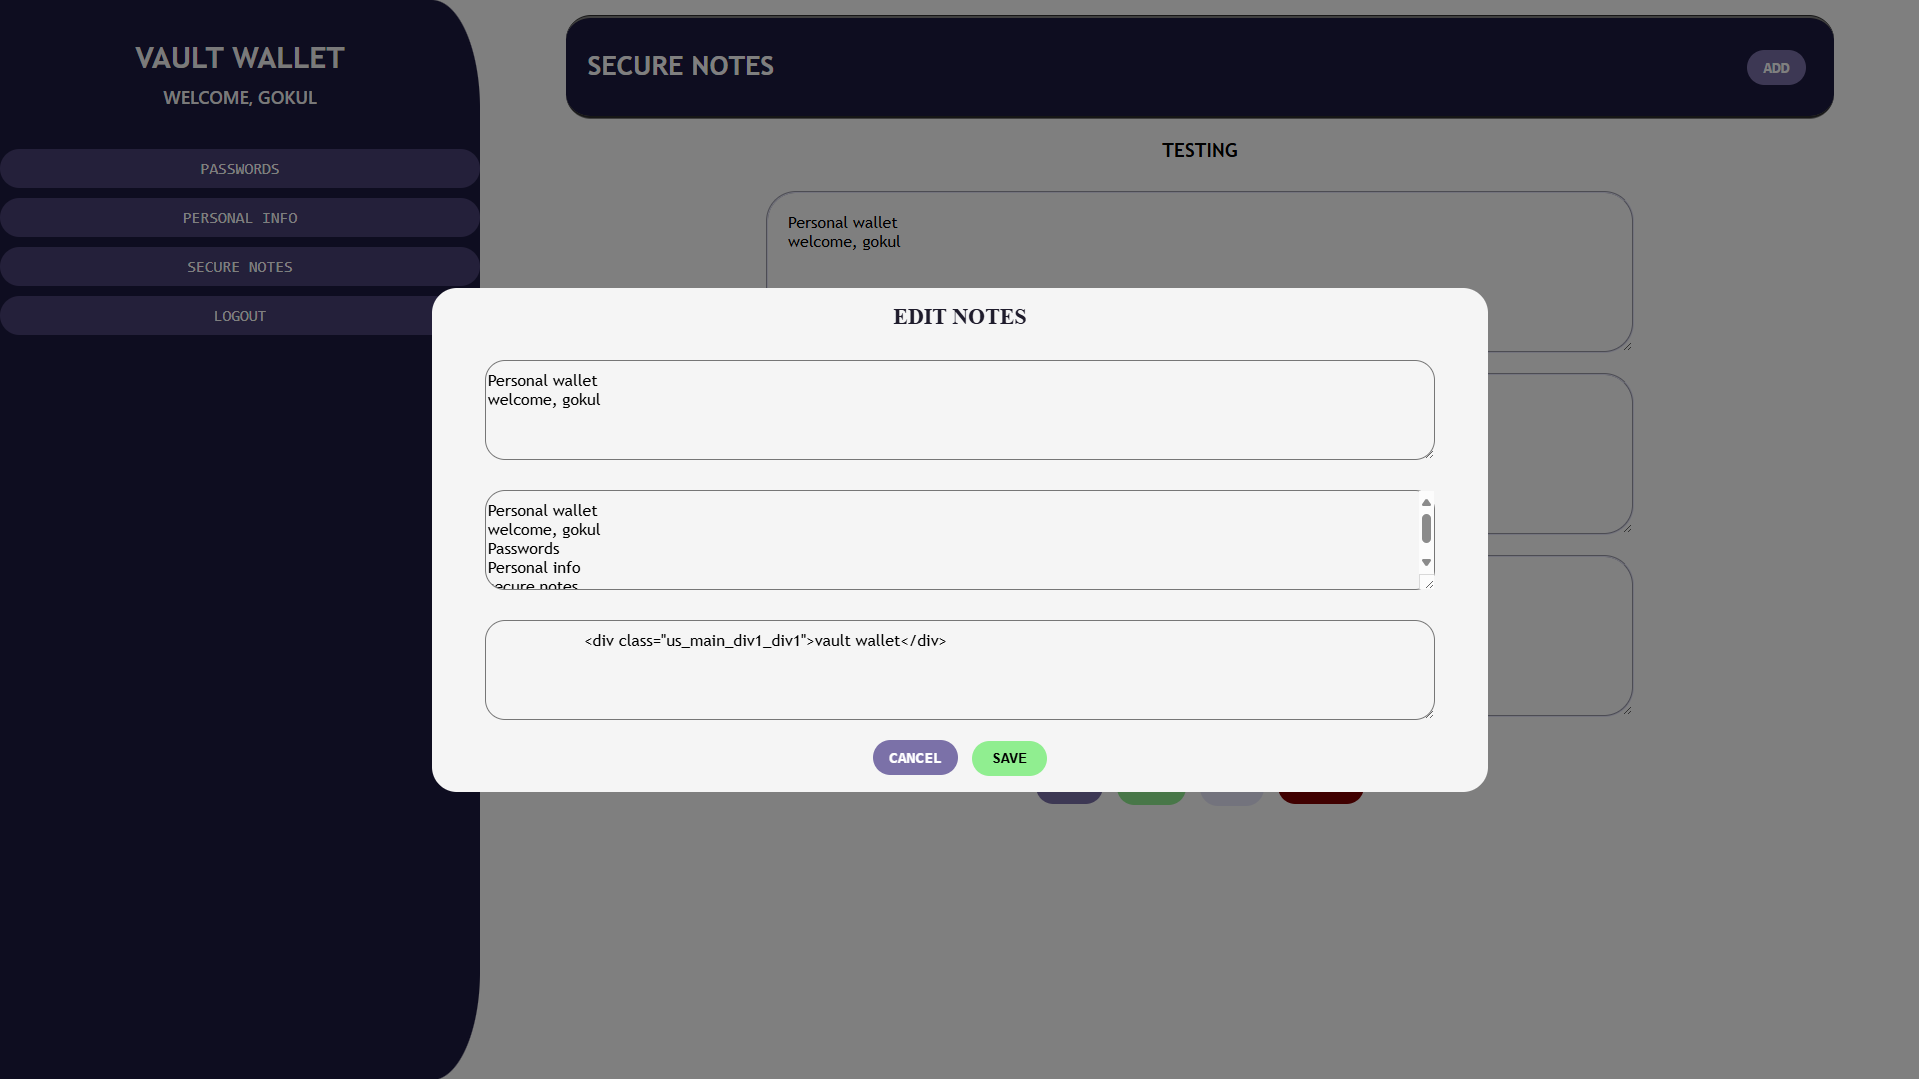 VAULT WALLET
WELCOME, GOKUL
PASSWORDS
PERSONAL INFO
SECURE NOTES
LOGOUT
SECURE NOTES
ADD
TESTING
Personal wallet
welcome, gokul
EDIT NOTES
Personal wallet
welcome, gokul
Personal wallet
welcome, gokul
Passwords
Personal info
ecure notes
<div class="us_main_div1_div1">vault wallet</div>
CANCEL
SAVE